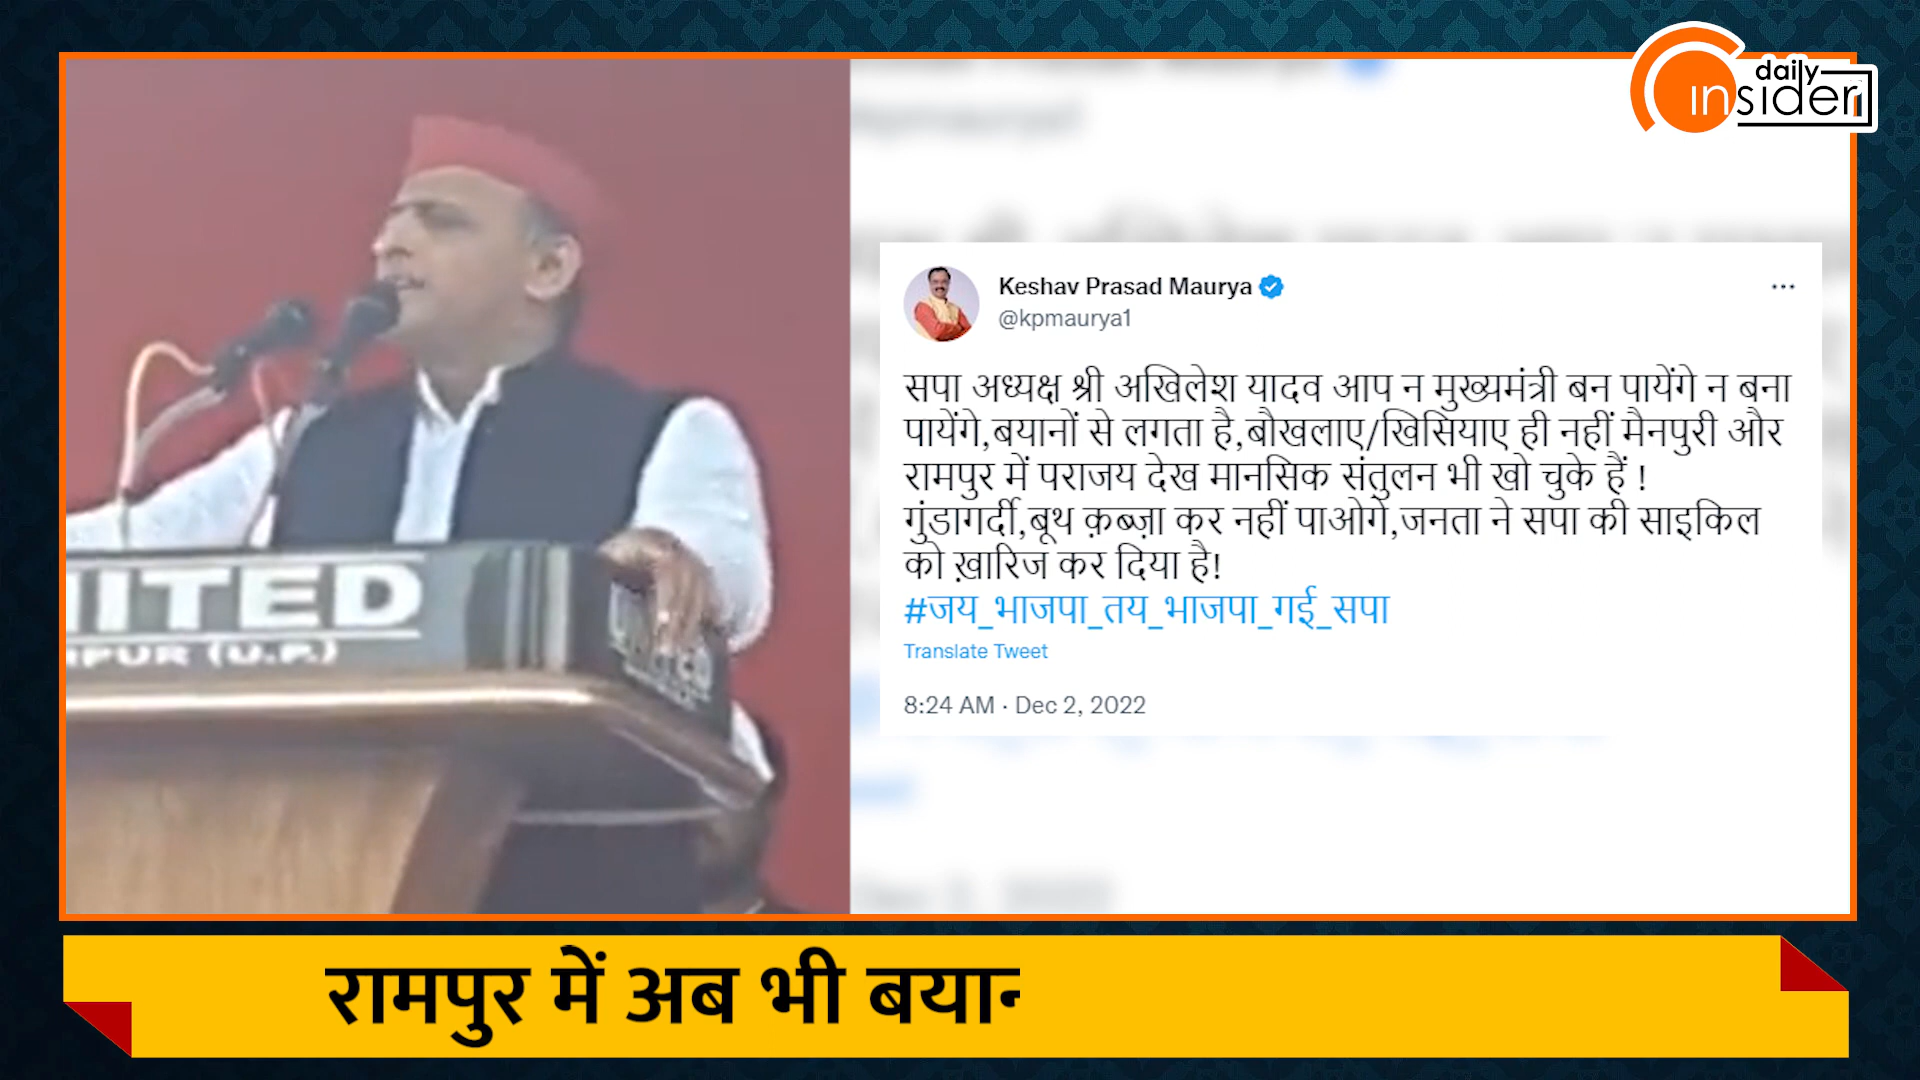 daily
insider
Keshav Prasad Maurya
@kpmaurya1
सपा अध्यक्ष श्री अखिलेश यादव आप न मुख्यमंत्री बन पायेंगे न बना
पायेंगे,बयानों से लगता है,बौखलाए/खिसियाए ही नहीं मैनपुरी और
रामपुर में पराजय देख मानसिक संतुलन भी खो चुके हैं !
गुंडागर्दी,बूथ क़ब्ज़ा कर नहीं पाओगे,जनता ने सपा की साइकिल
को ख़ारिज कर दिया है!
#जय_भाजपा_तय_भाजपा_गई_सपा
Translate Tweet
8:24 AM · Dec 2, 2022
NITED
PUR (U.P.)
रामपुर में अब भी बयान